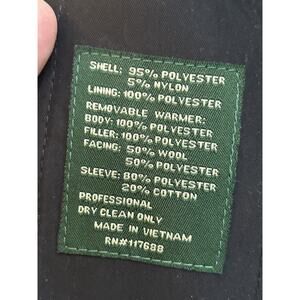 SHELL: 95% POLYESTER
5% NYLON
LINING: 100% POLYESTER
REMOVABLE WARMER:
BODY: 100% POLYESTER
FILLER: 100% POLYESTER
FACING: 50% WOOL
50% POLYESTER
SLEEVE: 80% POLYESTER
20% COTTON
PROFESSIONAL
DRY CLEAN ONLY
MADE IN VIETNAM
RN#117688